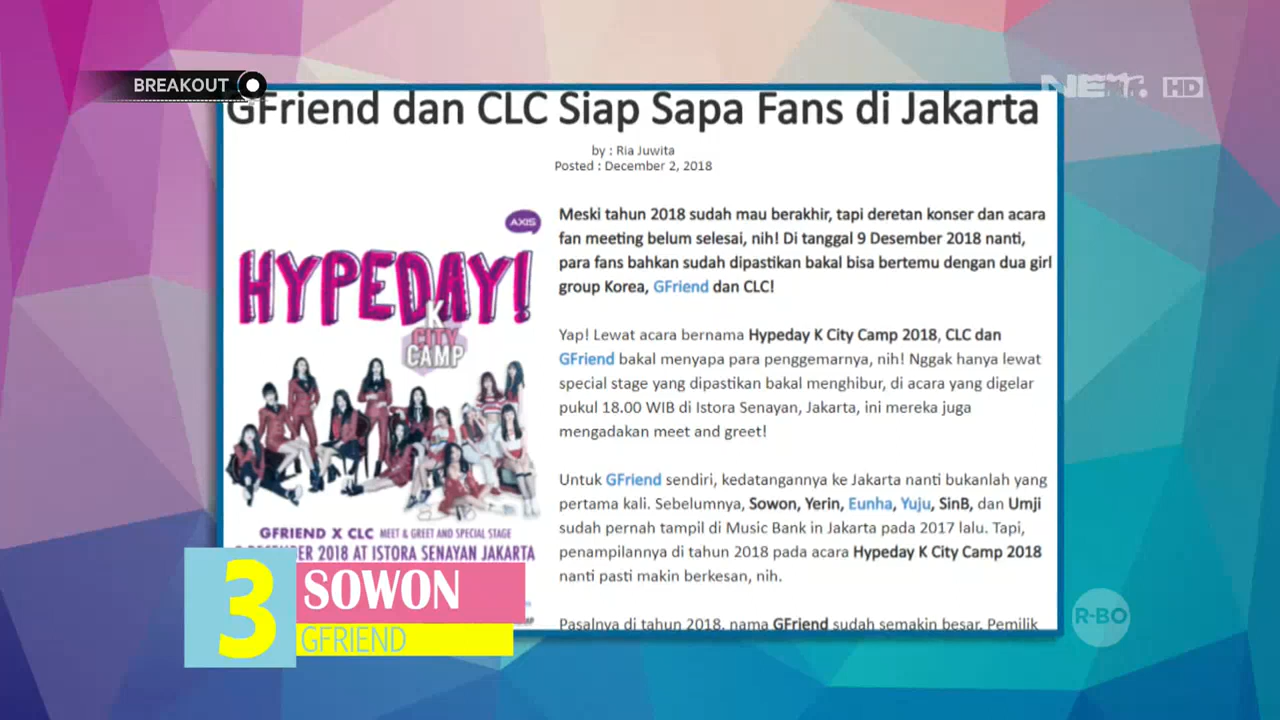 BREAKOUT
NET. HD
GFriend dan CLC Siap Sapa Fans di Jakarta
by : Ria Juwita
Posted : December 2, 2018
AXIS
HYPEDAY!
K
CITY
CAMP
GFRIEND X CLC MEET & GREET AND SPECIAL STAGE
DECEMBER 2018 AT ISTORA SENAYAN JAKARTA
Meski tahun 2018 sudah mau berakhir, tapi deretan konser dan acara
fan meeting belum selesai, nih! Di tanggal 9 Desember 2018 nanti,
para fans bahkan sudah dipastikan bakal bisa bertemu dengan dua girl
group Korea, GFriend dan CLC!
Yap! Lewat acara bernama Hypeday K City Camp 2018, CLC dan
GFriend bakal menyapa para penggemarnya, nih! Nggak hanya lewat
special stage yang dipastikan bakal menghibur, di acara yang digelar
pukul 18.00 WIB di Istora Senayan, Jakarta, ini mereka juga
mengadakan meet and greet!
Untuk GFriend sendiri, kedatangannya ke Jakarta nanti bukanlah yang
pertama kali. Sebelumnya, Sowon, Yerin, Eunha, Yuju, SinB, dan Umji
sudah pernah tampil di Music Bank in Jakarta pada 2017 lalu. Tapi,
penampilannya di tahun 2018 pada acara Hypeday K City Camp 2018
nanti pasti makin berkesan, nih.
Pasalnya di tahun 2018, nama GFriend sudah semakin besar. Pemilik
3
SOWON
GFRIEND
R-BO